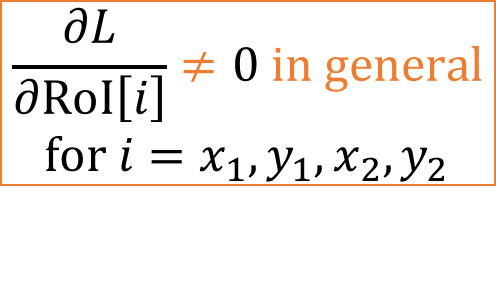 ∂L/∂RoI[i] ≠ 0 in general
for i = x₁, y₁, x₂, y₂